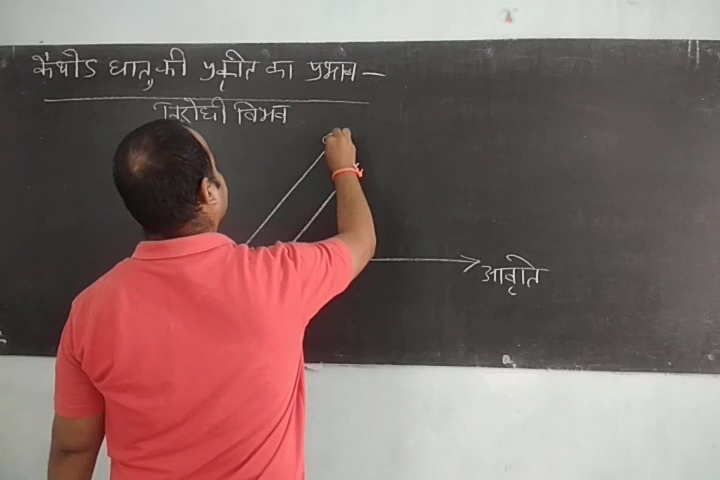 कैथोड धातु की प्रकृति का प्रभाव —
निरोधी विभव
आवृति